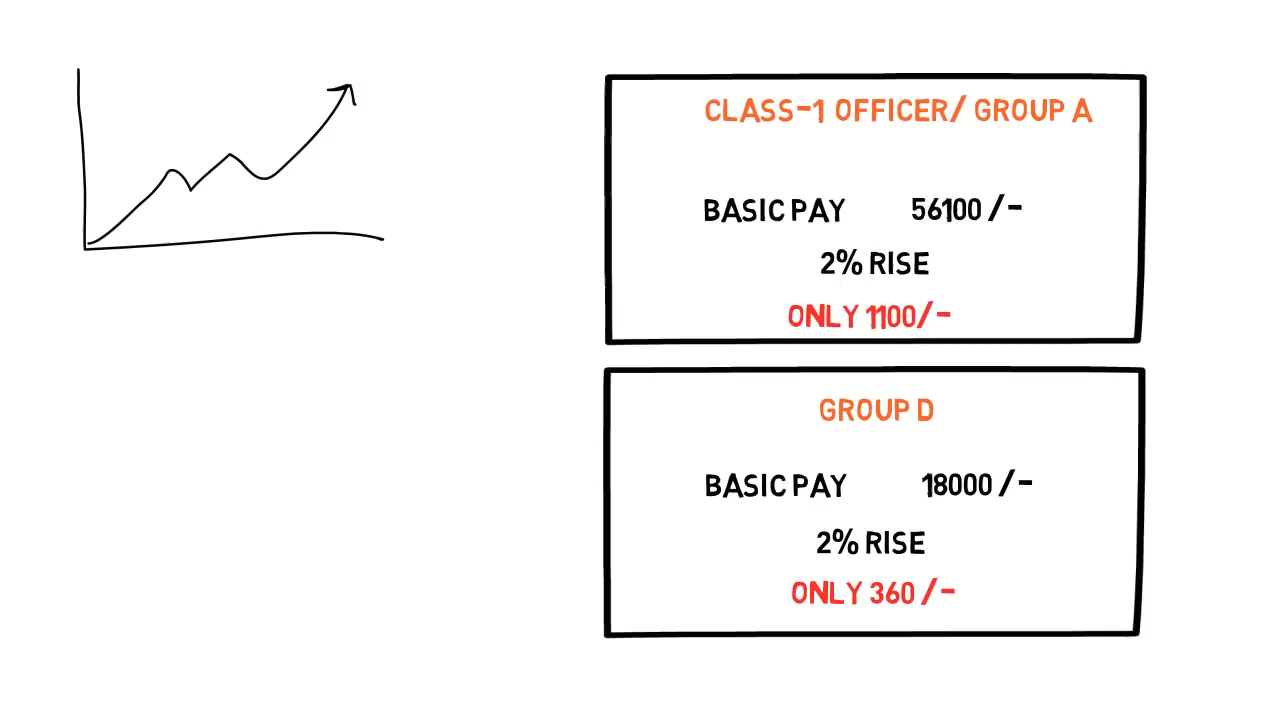 CLASS-1 OFFICER/ GROUP A
BASIC PAY 56100 /-
2% RISE
ONLY 1100/-
GROUP D
BASIC PAY 18000 /-
2% RISE
ONLY 360 /-